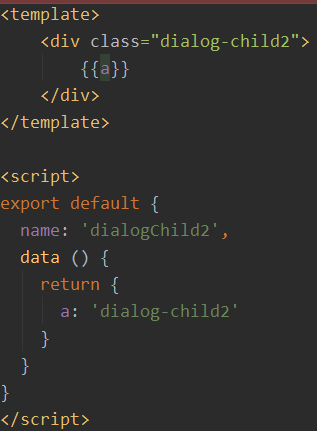 <template>
    <div class="dialog-child2">
        {{a}}
    </div>
</template>

<script>
export default {
  name: 'dialogChild2',
  data () {
    return {
      a: 'dialog-child2'
    }
  }
}
</script>